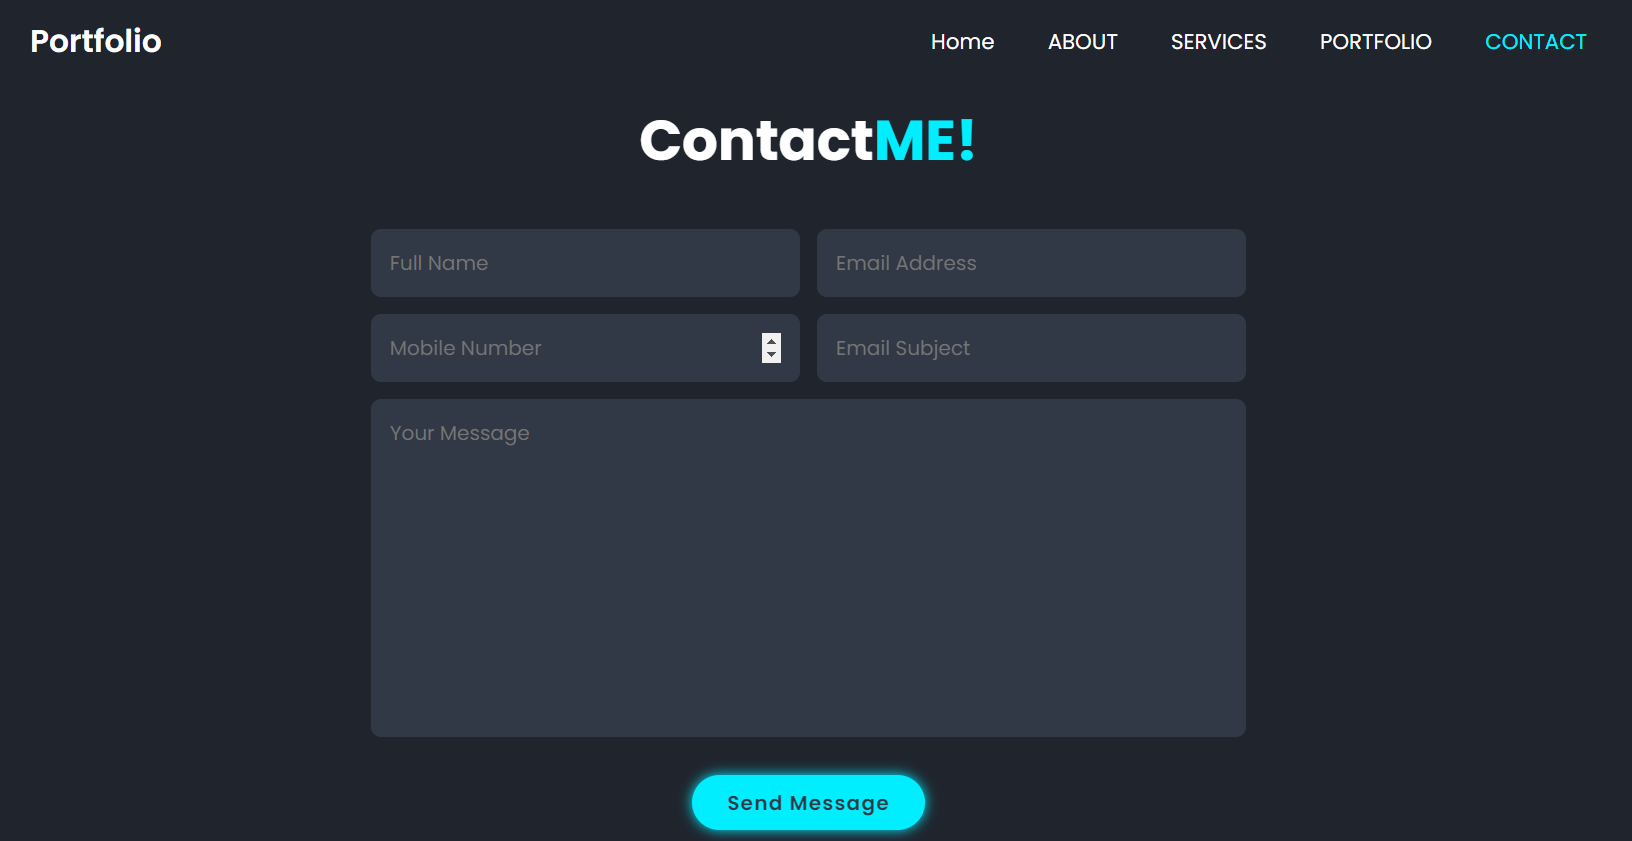 Portfolio Home ABOUT SERVICES PORTFOLIO CONTACT
ContactME!
Full Name Email Address
Mobile Number Email Subject
Your Message
Send Message